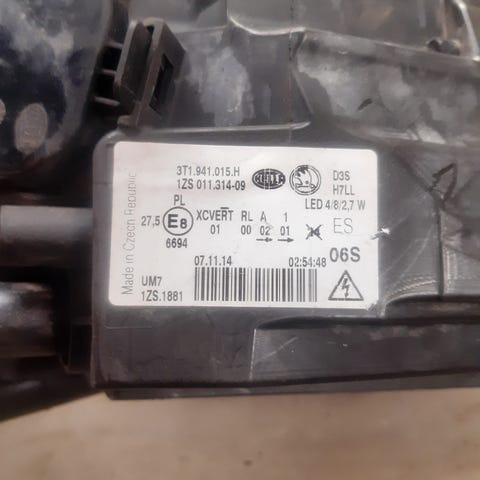 3T1.941.015.H
1ZS 011.314-09
HELLA
D3S
H7LL
LED 4/8/2,7 W
Made in Czech Republic
PL
27,5 E8 XCVERT RL A 1
01 00 02 01
6694
ES
06S
07.11.14 02:54:48
UM7
1ZS.1881